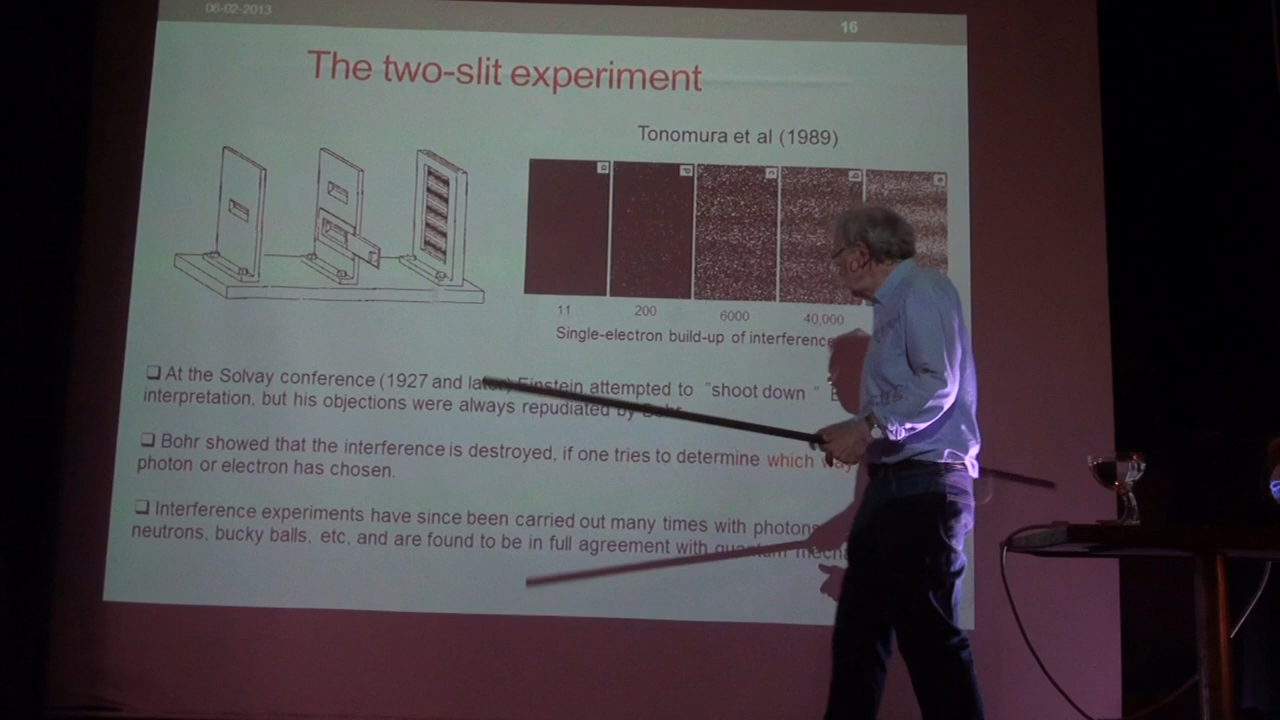 06-02-2013
16
The two-slit experiment
Tonomura et al (1989)
11 200 6000 40,000
Single-electron build-up of interference
❑ At the Solvay conference (1927 and later) Einstein attempted to “shoot down ”
interpretation, but his objections were always repudiated by Bohr
❑ Bohr showed that the interference is destroyed, if one tries to determine which way
photon or electron has chosen.
❑ Interference experiments have since been carried out many times with photons
neutrons, bucky balls, etc, and are found to be in full agreement with quantum